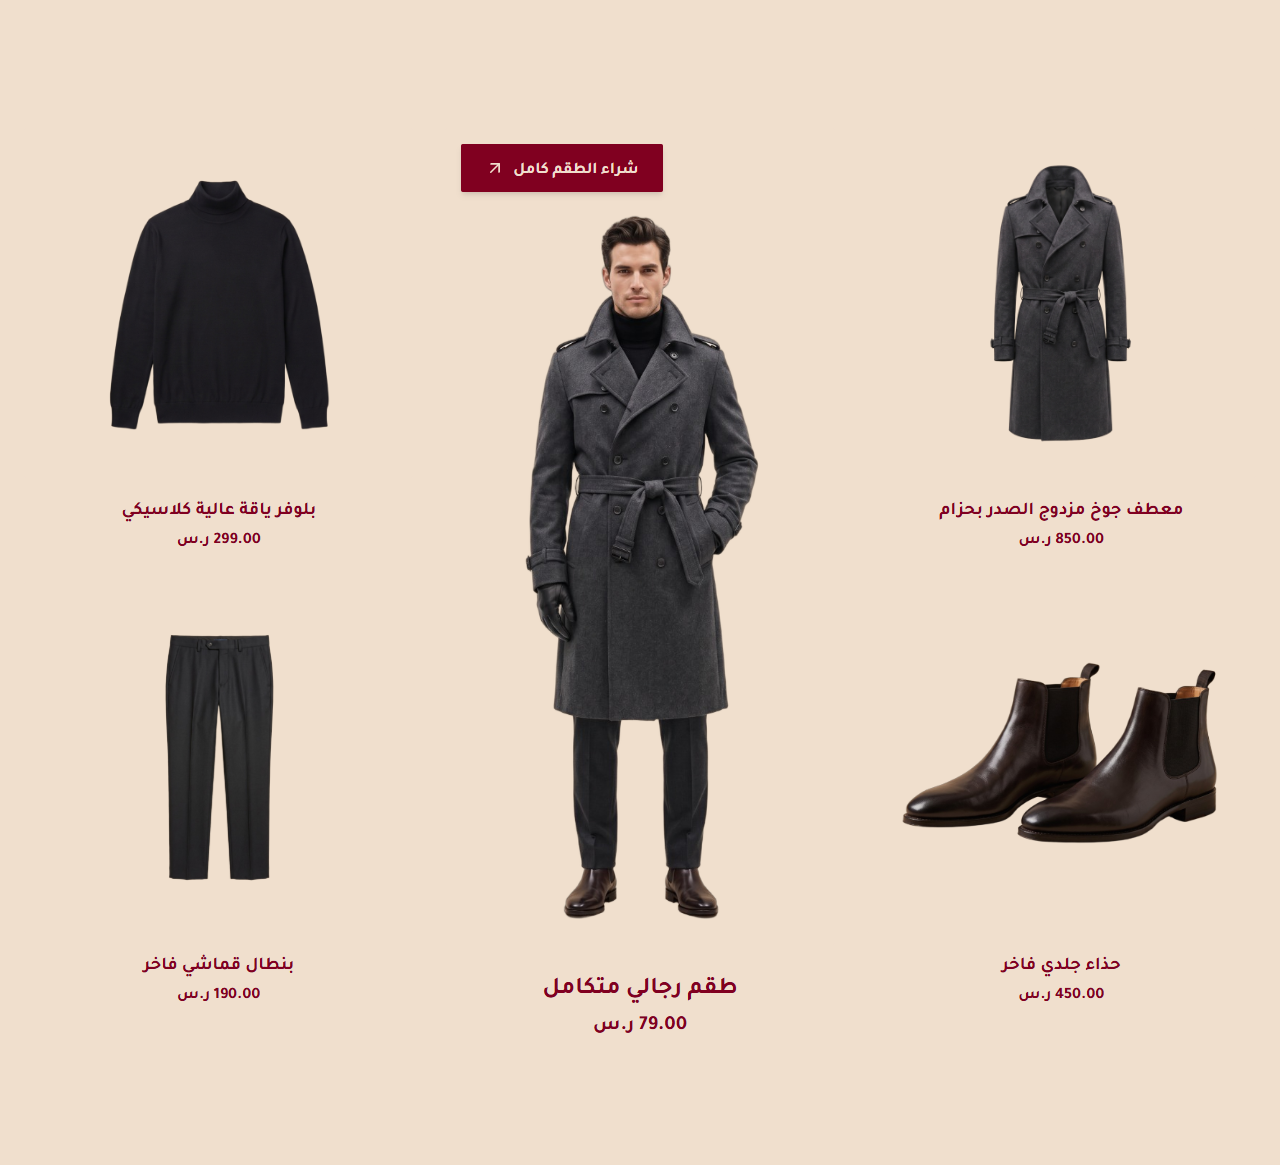 شراء الطقم كامل
معطف جوخ مزدوج الصدر بحزام
850.00 ر.س
بلوفر ياقة عالية كلاسيكي
299.00 ر.س
حذاء جلدي فاخر
450.00 ر.س
طقم رجالي متكامل
79.00 ر.س
بنطال قماشي فاخر
190.00 ر.س